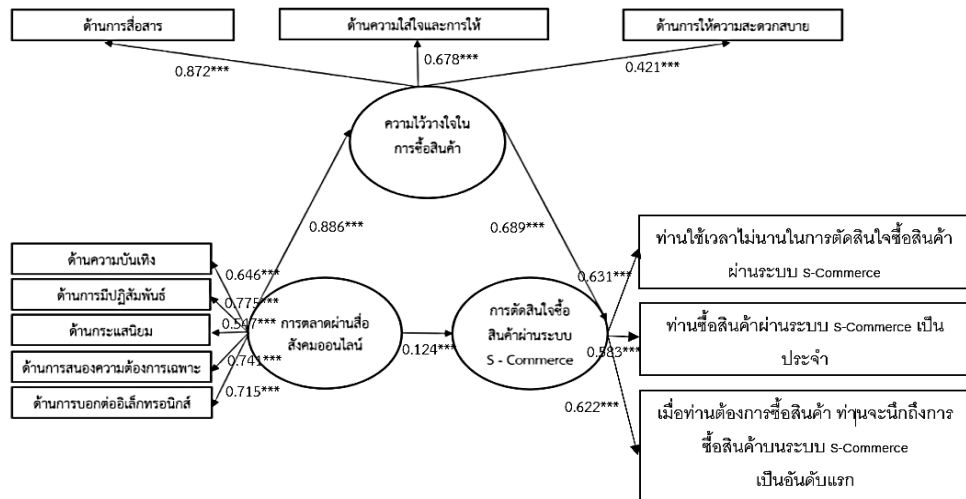 ด้านการสื่อสาร
ด้านความใส่ใจและการให้
ด้านการให้ความสะดวกสบาย
0.872***
0.678***
0.421***
ความไว้วางใจใน
การซื้อสินค้า
0.886***
0.689***
ด้านความบันเทิง
ด้านการมีปฏิสัมพันธ์
ด้านกระแสนิยม
ด้านการสนองความต้องการเฉพาะ
ด้านการบอกต่ออิเล็กทรอนิกส์
0.646***
0.775***
0.547***
0.741***
0.715***
การตลาดผ่านสื่อ
สังคมออนไลน์
0.124***
การตัดสินใจซื้อ
สินค้าผ่านระบบ
S - Commerce
0.631***
0.583***
0.622***
ท่านใช้เวลาไม่นานในการตัดสินใจซื้อสินค้า
ผ่านระบบ S-Commerce
ท่านซื้อสินค้าผ่านระบบ S-Commerce เป็น
ประจำ
เมื่อท่านต้องการซื้อสินค้า ท่านจะนึกถึงการ
ซื้อสินค้าบนระบบ S-Commerce
เป็นอันดับแรก